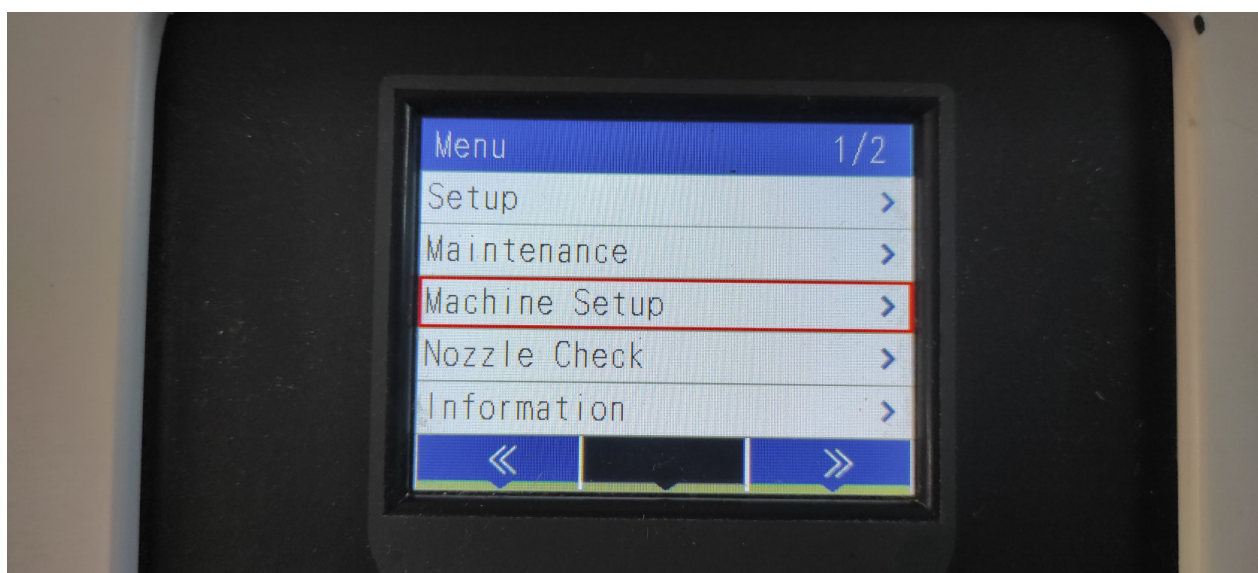 Menu 1/2
Setup >
Maintenance >
Machine Setup >
Nozzle Check >
Information >